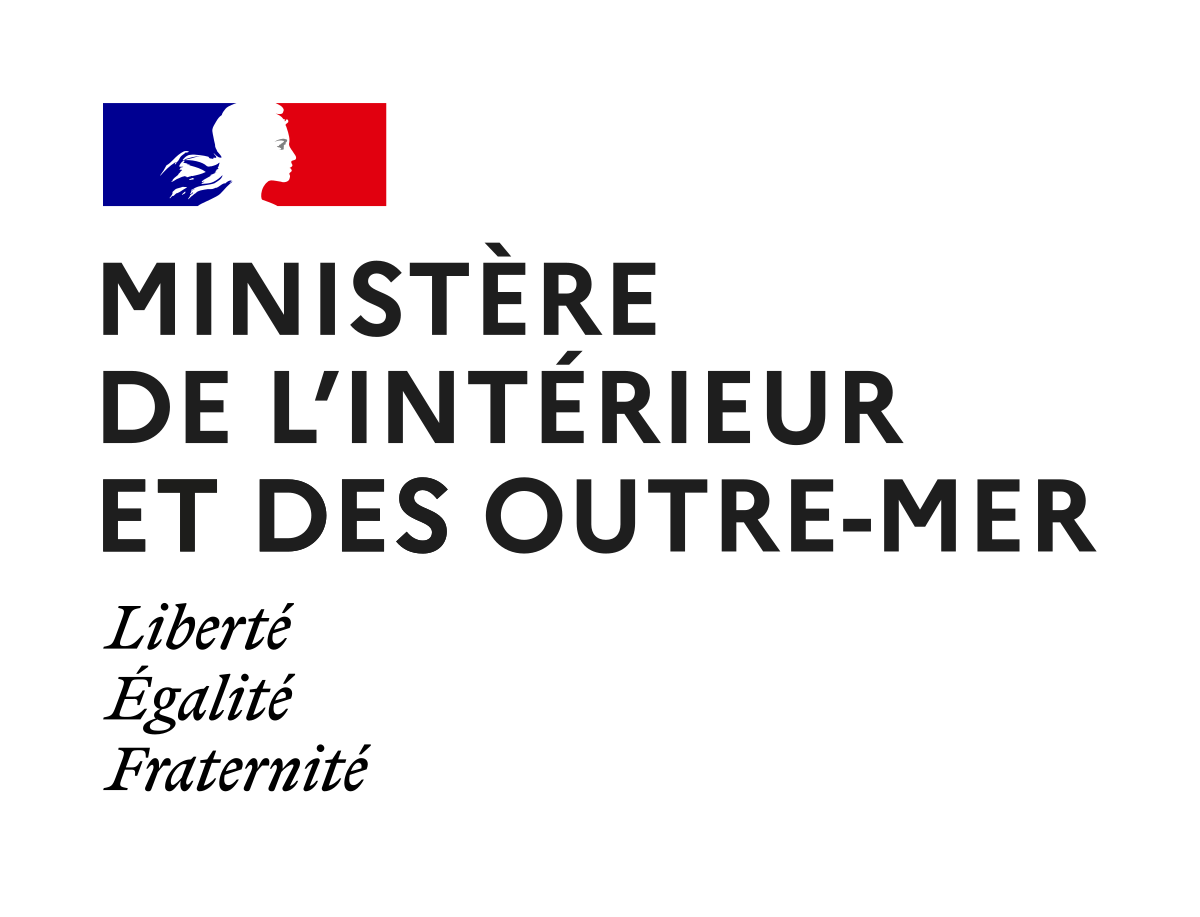 MINISTÈRE
DE L’INTÉRIEUR
ET DES OUTRE-MER
Liberté
Égalité
Fraternité